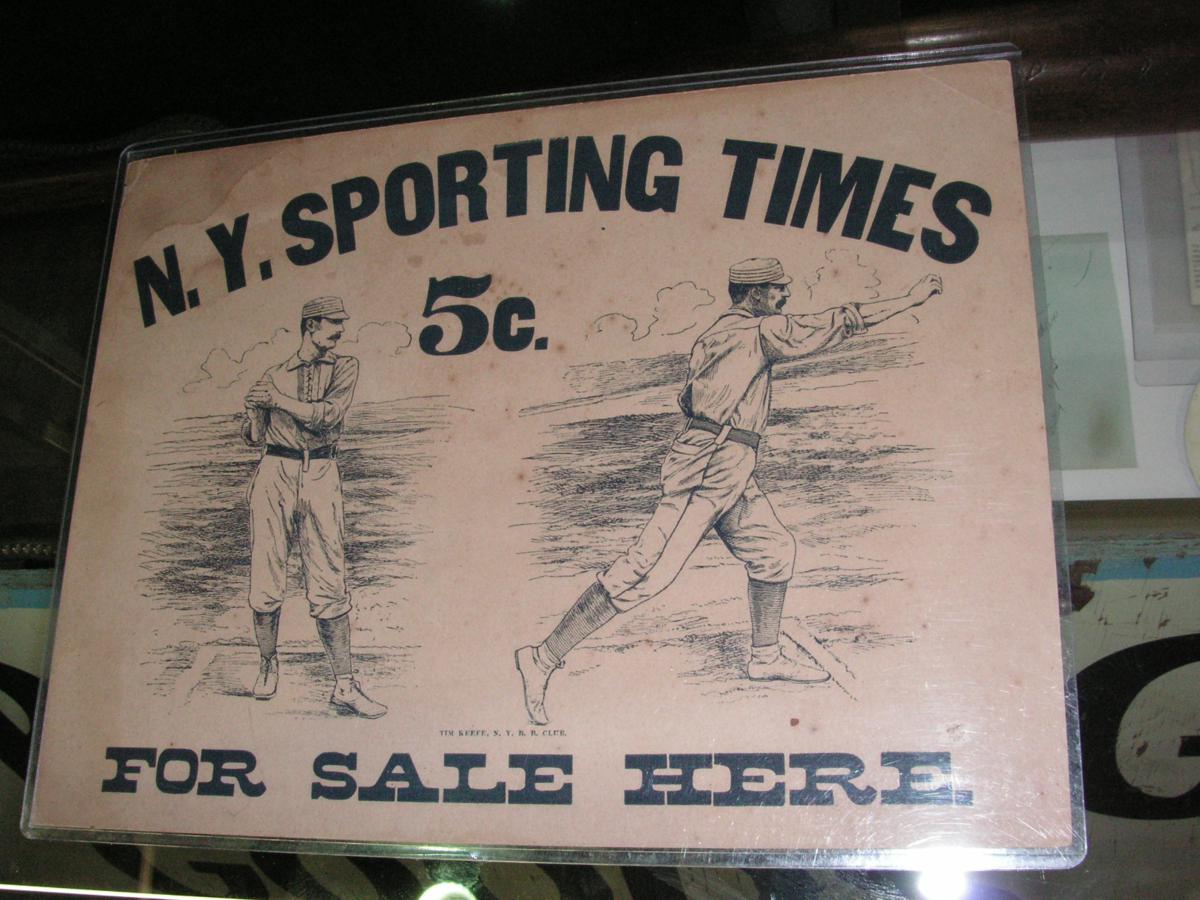 N. Y. SPORTING TIMES
5c.
TIM KEEFE, N. Y. B. B. CLUB.
FOR SALE HERE.